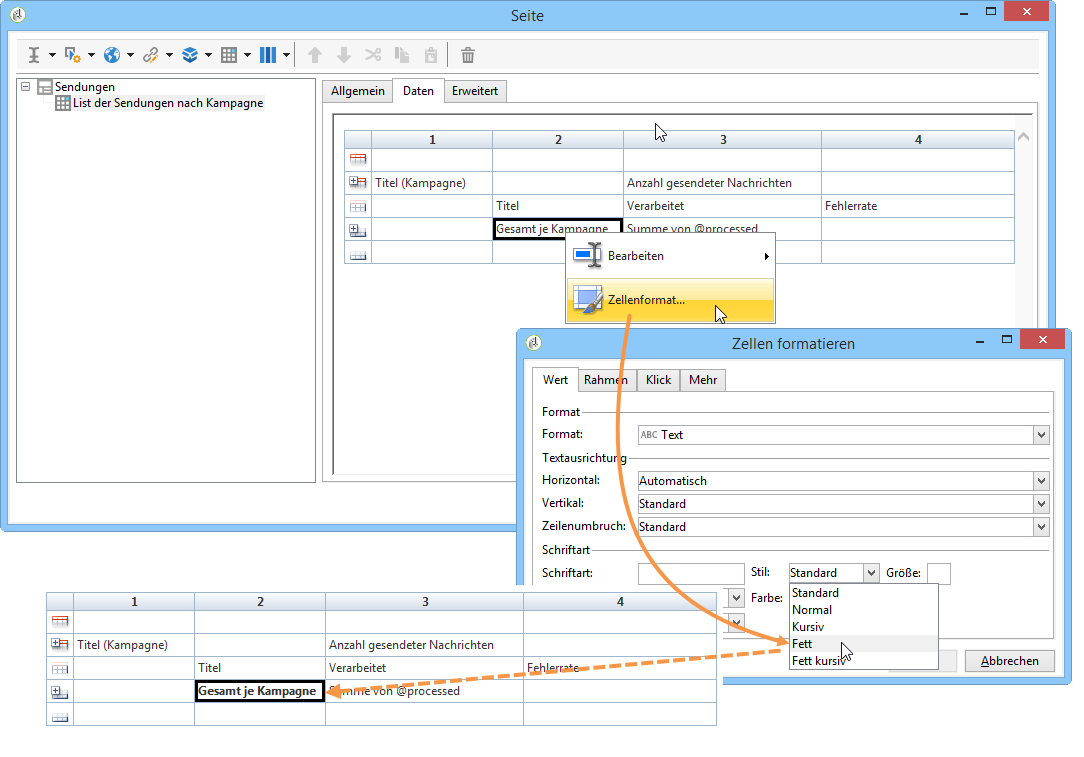 Seite
Sendungen
List der Sendungen nach Kampagne
Allgemein Daten Erweitert
1 2 3 4
Titel (Kampagne) Anzahl gesendeter Nachrichten
Titel Verarbeitet Fehlerrate
Gesamt je Kampagne Summe von @processed
Bearbeiten
Zellenformat...
Zellen formatieren
Wert Rahmen Klick Mehr
Format
Format: ABC Text
Textausrichtung
Horizontal: Automatisch
Vertikal: Standard
Zeilenumbruch: Standard
Schriftart
Schriftart: Stil: Standard Größe:
Farbe:
Standard
Normal
Kursiv
Fett
Fett kursiv
Abbrechen
1 2 3 4
Titel (Kampagne) Anzahl gesendeter Nachrichten
Titel Verarbeitet Fehlerrate
Gesamt je Kampagne Summe von @processed